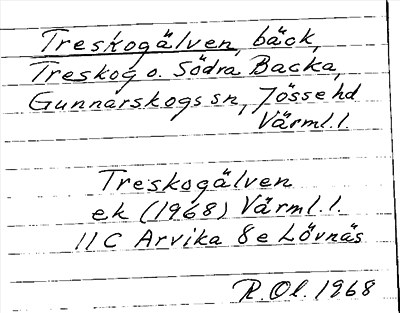 Treskogälven, bäck,
Treskog o. Södra Backa,
Gunnarskogs sn, Jösse hd
Värml. l.
Treskogälven
ek (1968) Värml. l.
11C Arvika 8e Lövnäs
R. Ol. 1968